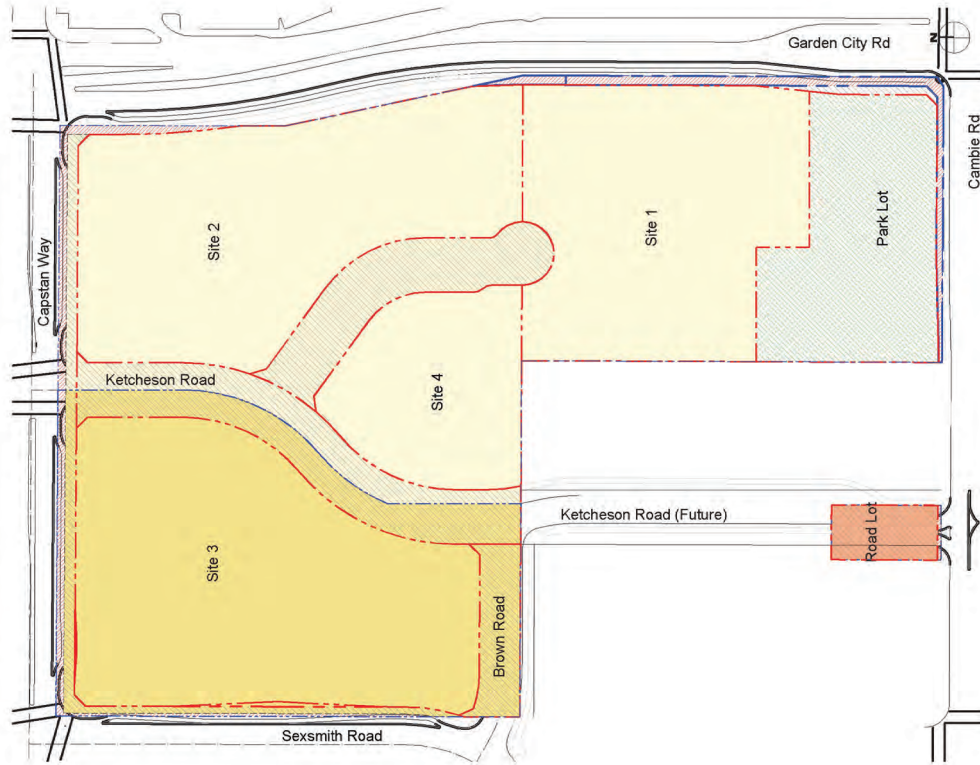 Garden City Rd
N
Cambie Rd
Site 2
Site 1
Park Lot
Capstan Way
Ketcheson Road
Site 4
Ketcheson Road (Future)
Road Lot
Site 3
Brown Road
Sexsmith Road